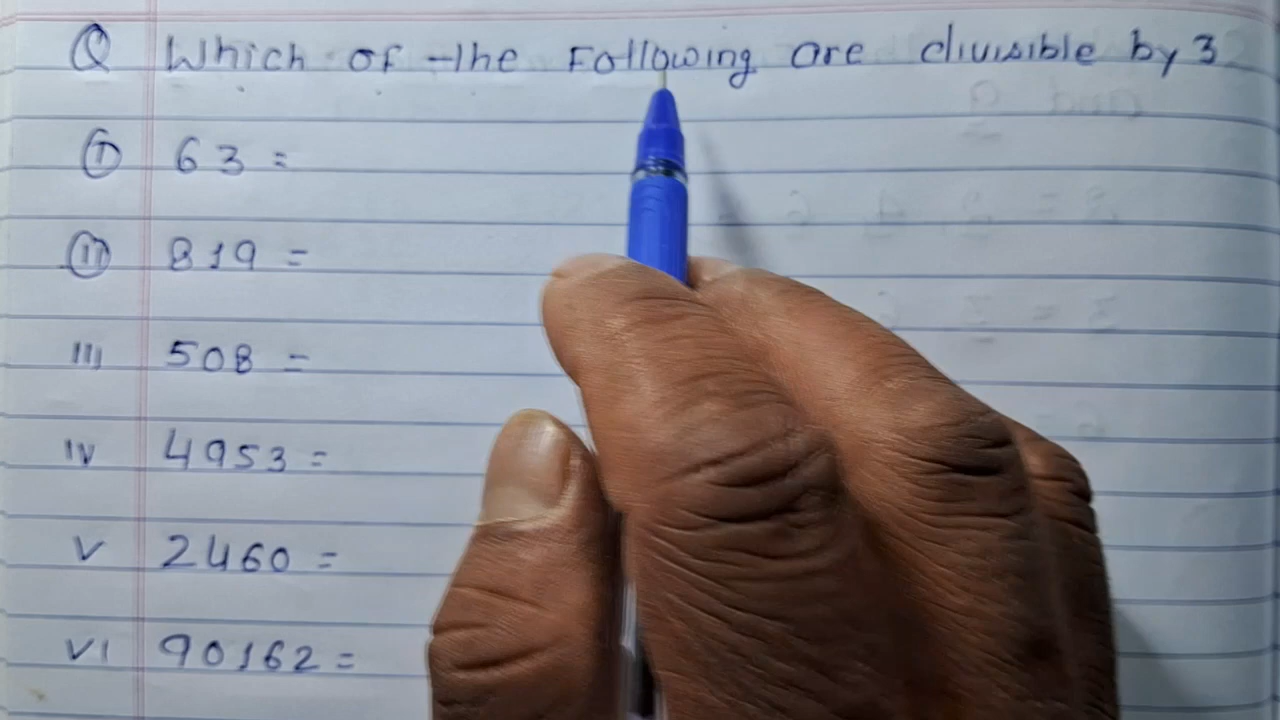 Q Which of the Following are divisible by 3
(I) 63 =
(II) 819 =
III, 508 =
IV 4953 =
V 2460 =
VI 90162 =